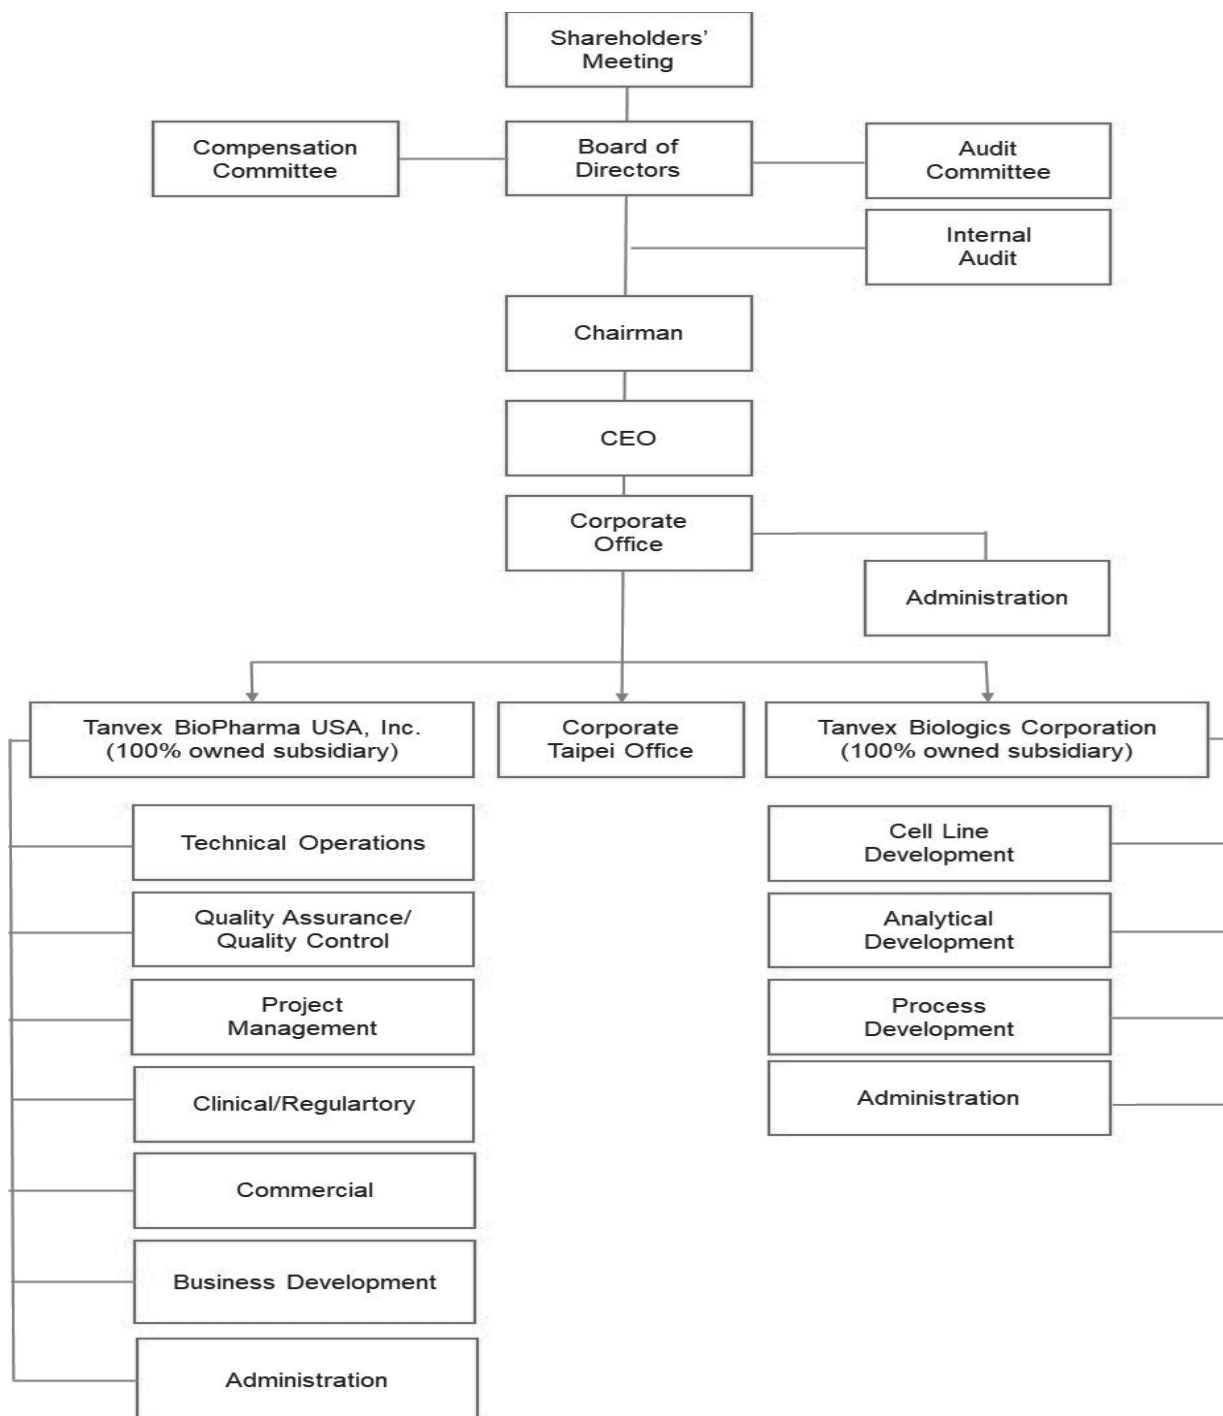 Shareholders'
Meeting
Compensation
Committee
Board of
Directors
Audit
Committee
Internal
Audit
Chairman
CEO
Corporate
Office
Administration
Tanvex BioPharma USA, Inc.
(100% owned subsidiary)
Corporate
Taipei Office
Tanvex Biologics Corporation
(100% owned subsidiary)
Technical Operations
Quality Assurance/
Quality Control
Project
Management
Clinical/Regulartory
Commercial
Business Development
Administration
Cell Line
Development
Analytical
Development
Process
Development
Administration